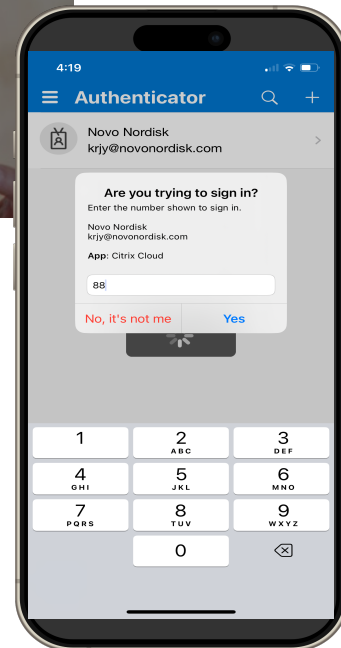 4:19
Authenticator
Novo Nordisk
krjy@novonordisk.com
Are you trying to sign in?
Enter the number shown to sign in.
Novo Nordisk
krjy@novonordisk.com
App: Citrix Cloud
88
No, it's not me Yes
1 2 3
ABC DEF
4 5 6
GHI JKL MNO
7 8 9
PQRS TUV WXYZ
0